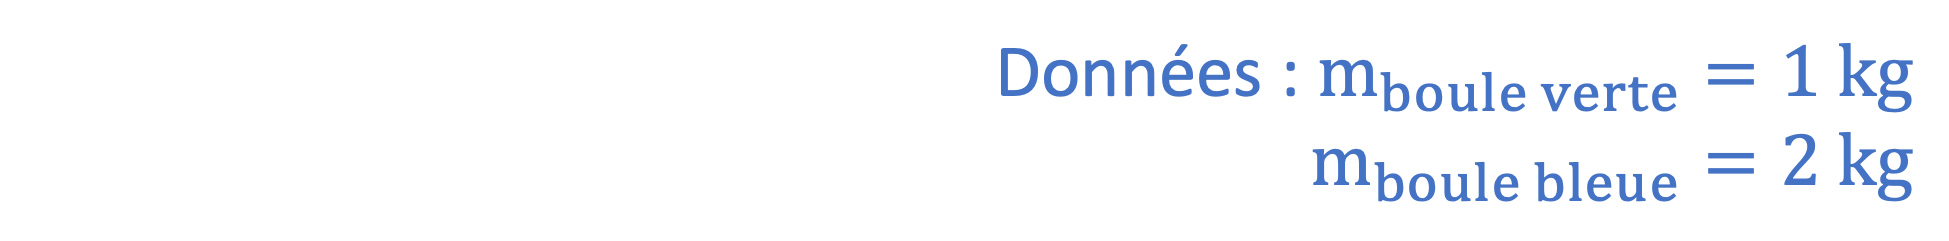 Données : m_boule verte = 1 kg
m_boule bleue = 2 kg